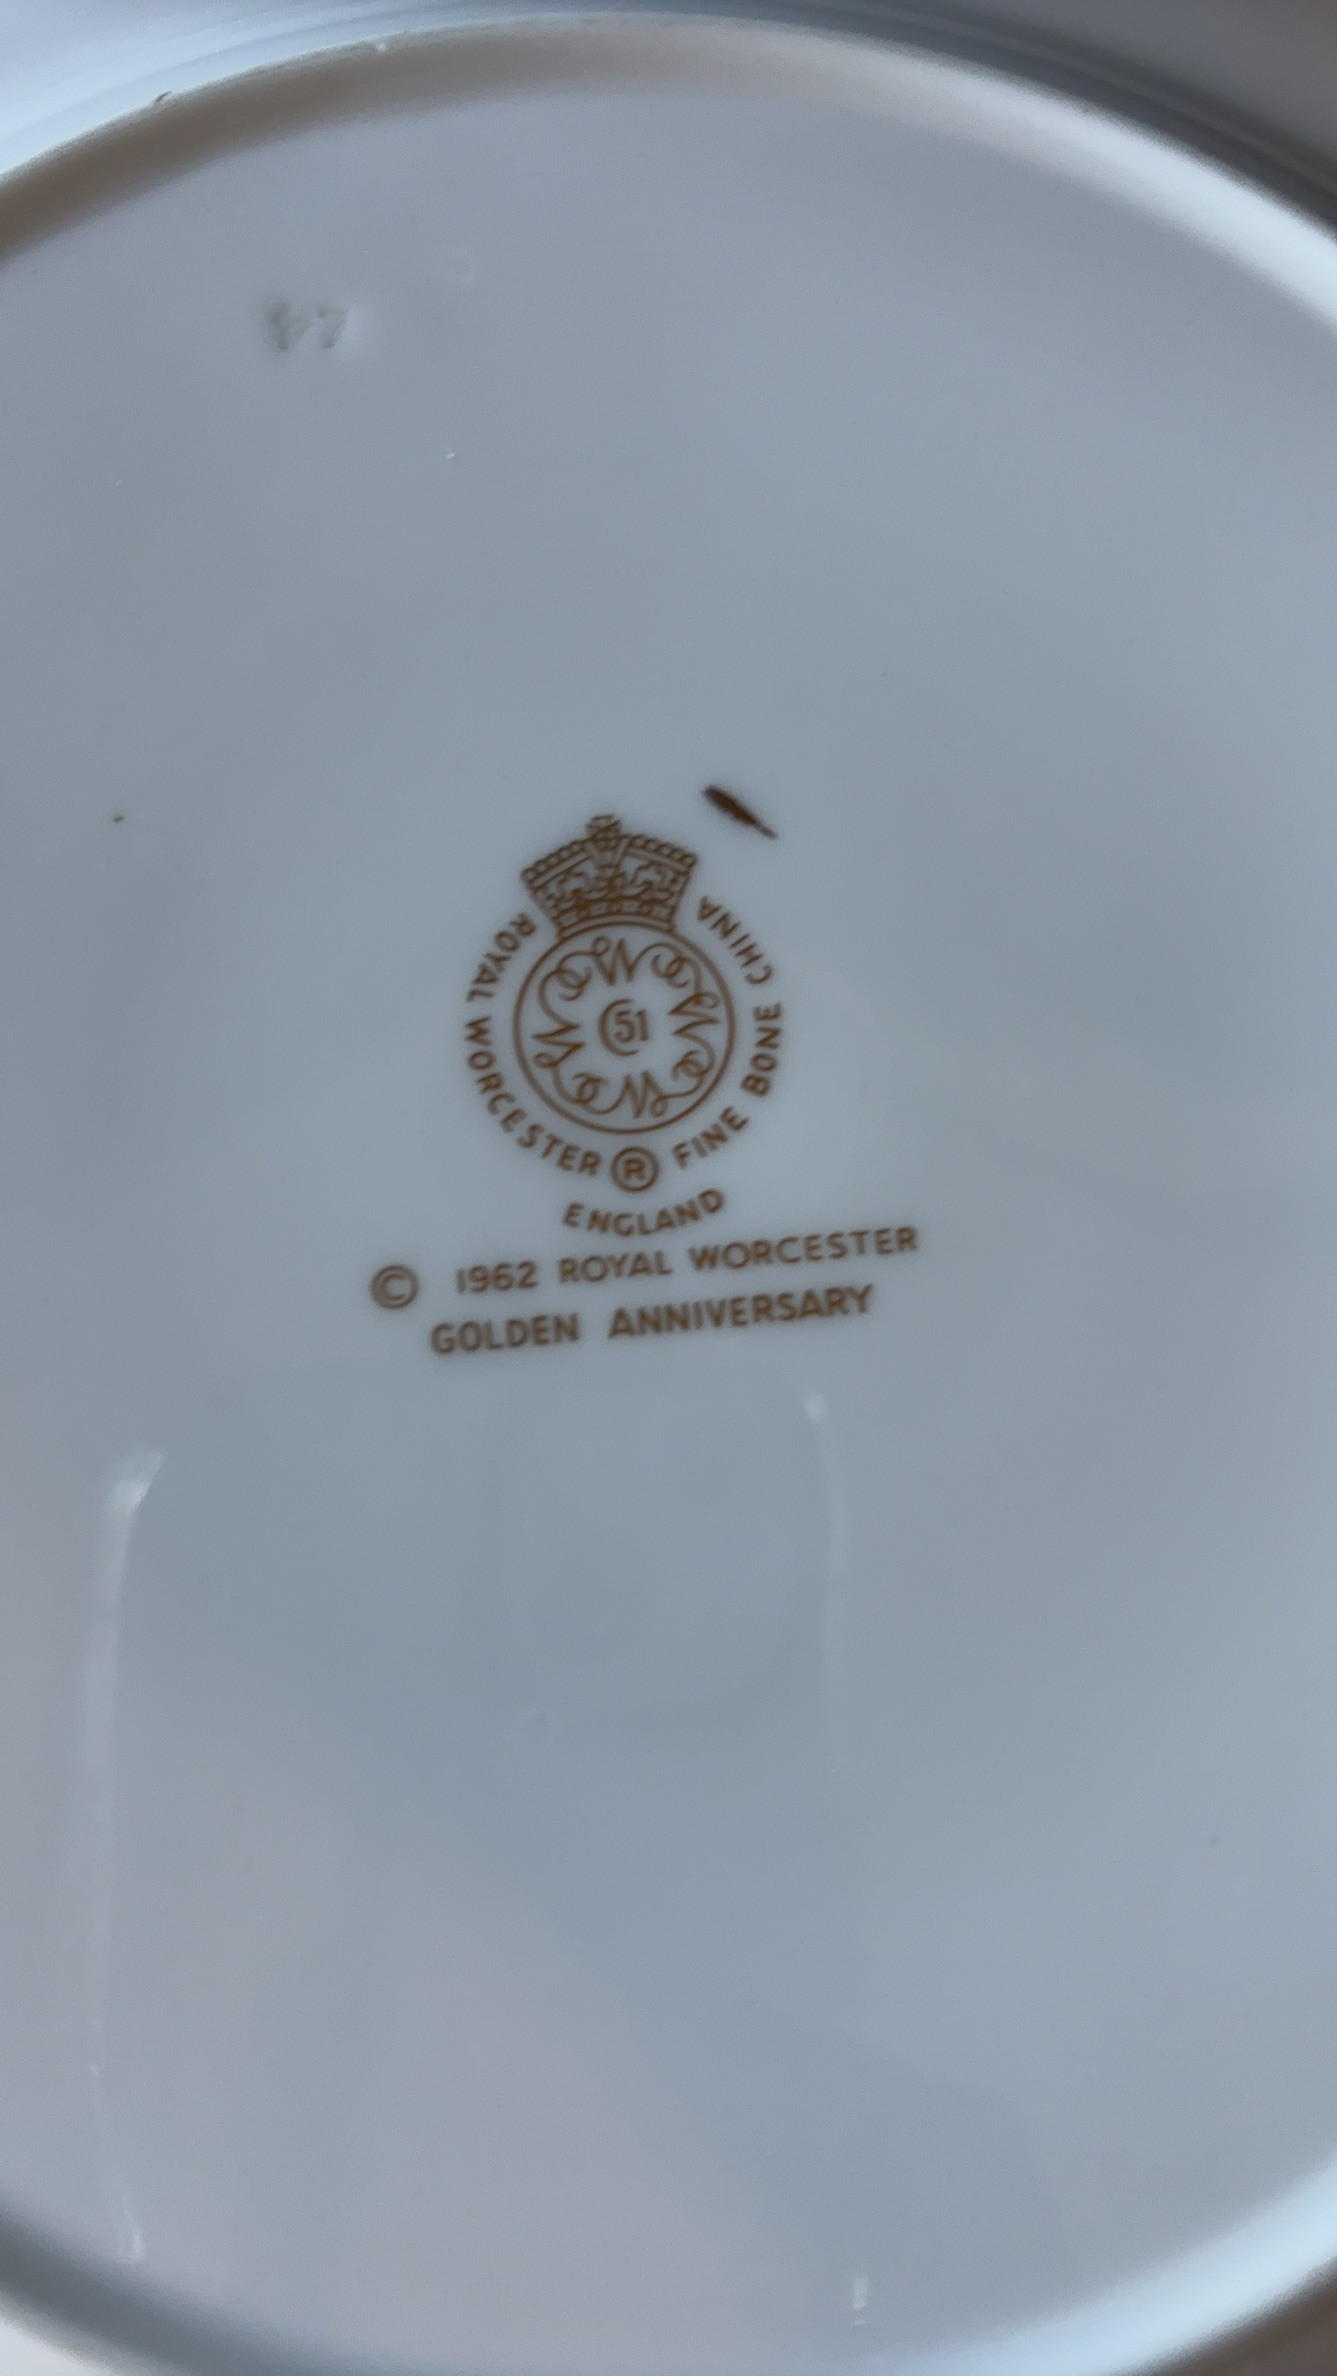 ROYAL WORCESTER ® FINE BONE CHINA
51
ENGLAND
© 1962 ROYAL WORCESTER
GOLDEN ANNIVERSARY